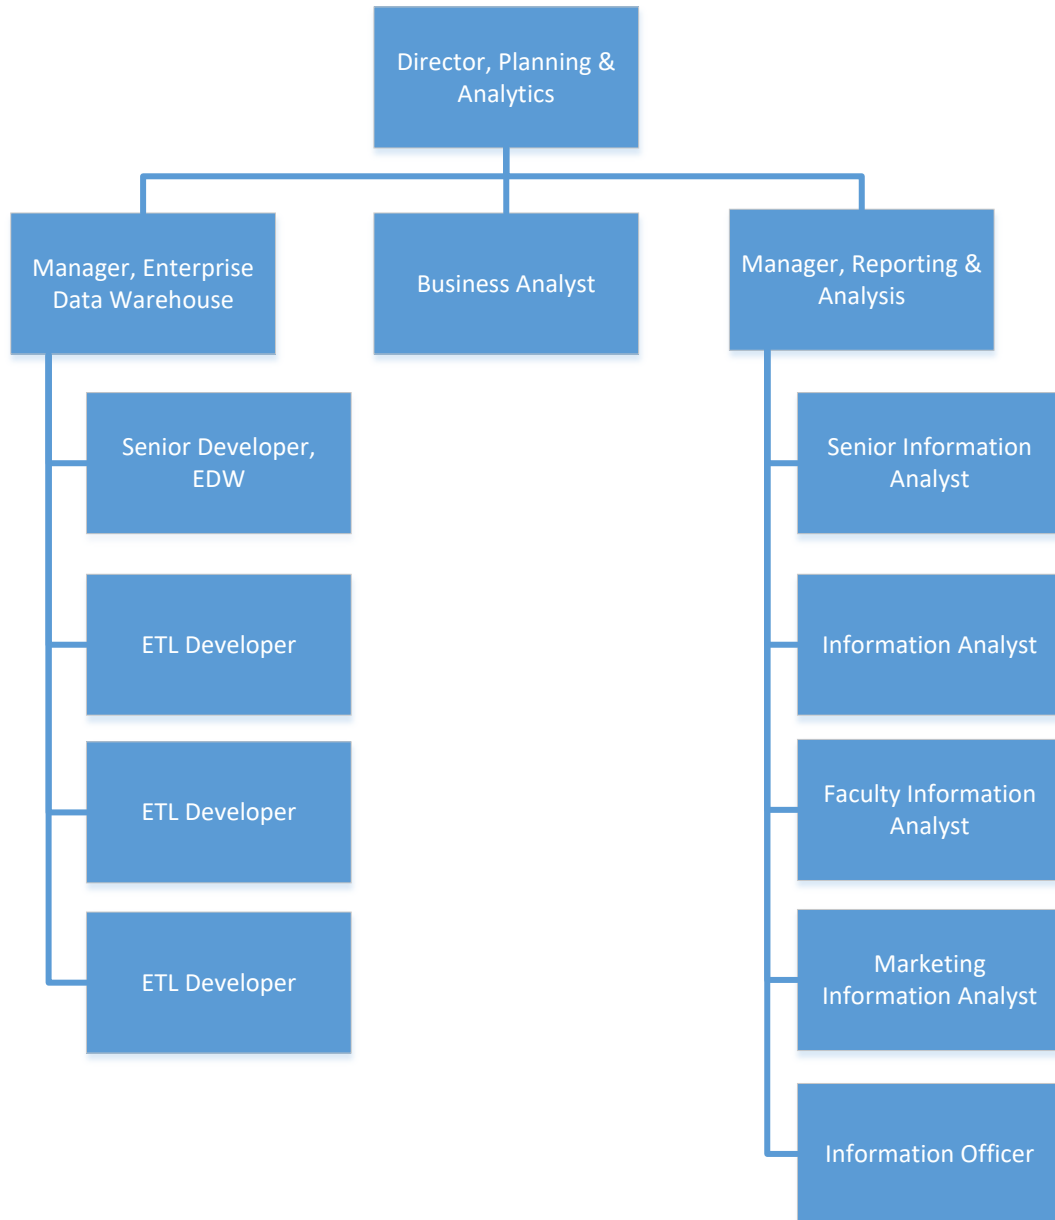 Director, Planning &
Analytics
Manager, Enterprise
Data Warehouse
Business Analyst
Manager, Reporting &
Analysis
Senior Developer,
EDW
ETL Developer
ETL Developer
ETL Developer
Senior Information
Analyst
Information Analyst
Faculty Information
Analyst
Marketing
Information Analyst
Information Officer